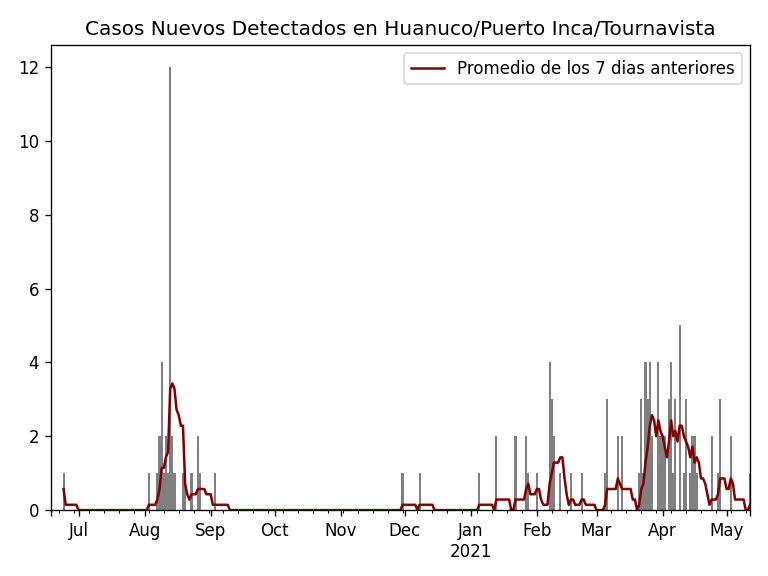 Casos Nuevos Detectados en Huanuco/Puerto Inca/Tournavista
Promedio de los 7 dias anteriores
12
10
8
6
4
2
0
Jul Aug Sep Oct Nov Dec Jan Feb Mar Apr May
2021